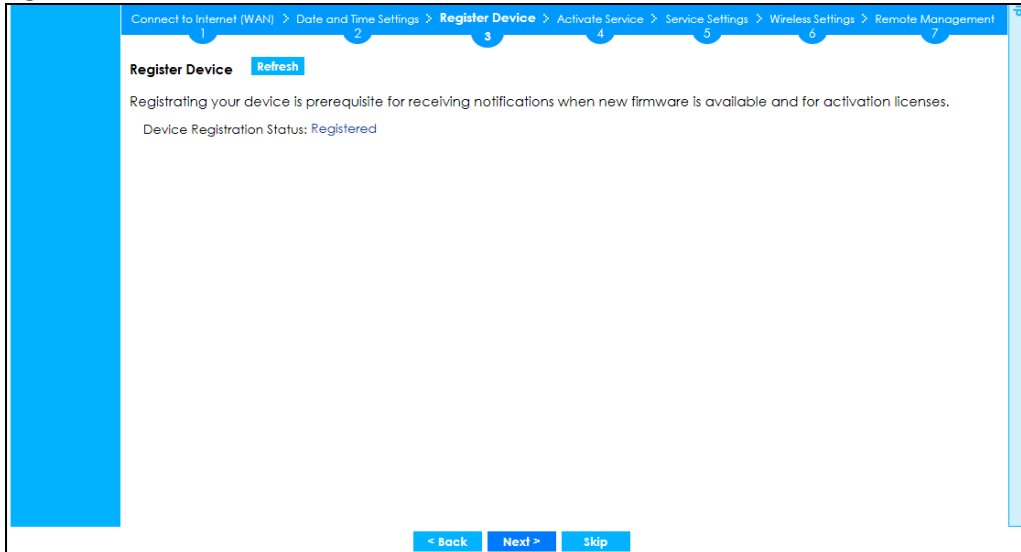 Connect to Internet (WAN) > Date and Time Settings > Register Device > Activate Service > Service Settings > Wireless Settings > Remote Management
1 2 3 4 5 6 7
Register Device Refresh
Registrating your device is prerequisite for receiving notifications when new firmware is available and for activation licenses.
Device Registration Status: Registered
< Back Next > Skip